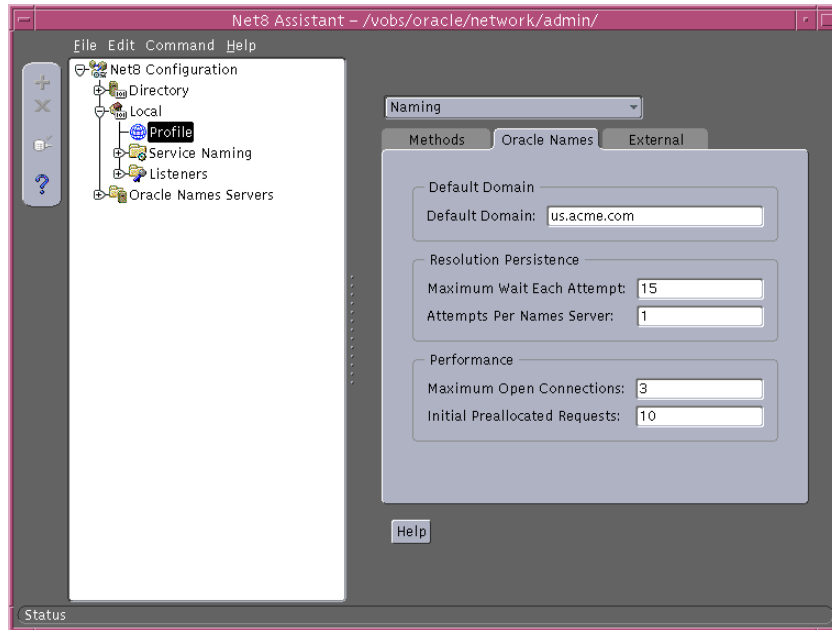 Net8 Assistant – /vobs/oracle/network/admin/
File Edit Command Help
Net8 Configuration
Directory
Local
Profile
Service Naming
Listeners
Oracle Names Servers
Naming
Methods Oracle Names External
Default Domain
Default Domain: us.acme.com
Resolution Persistence
Maximum Wait Each Attempt: 15
Attempts Per Names Server: 1
Performance
Maximum Open Connections: 3
Initial Preallocated Requests: 10
Help
Status